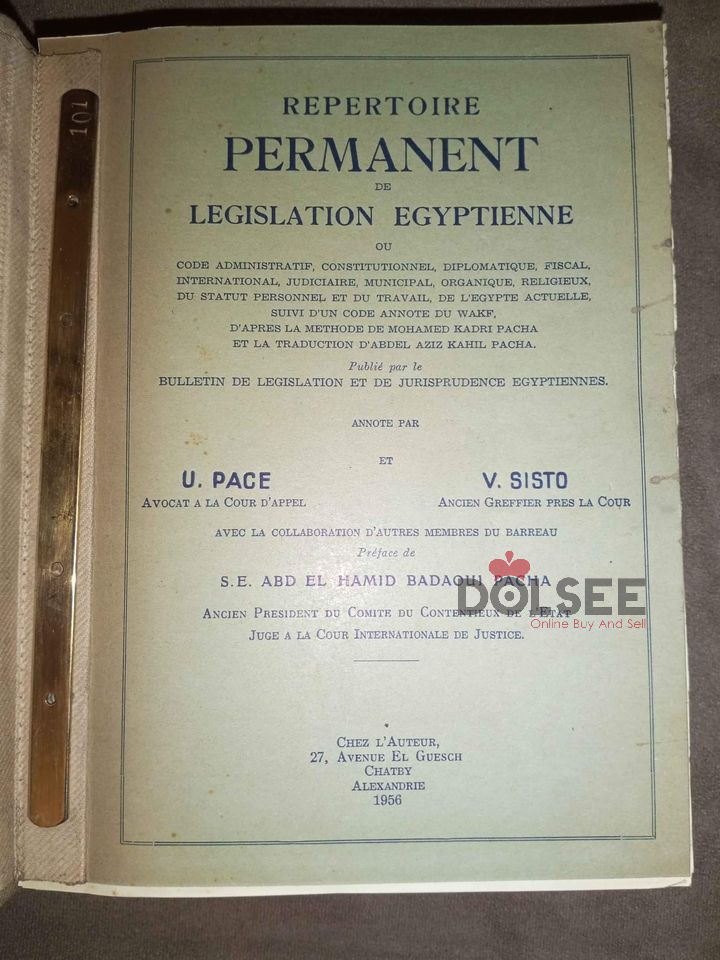 101
REPERTOIRE
PERMANENT
DE
LEGISLATION EGYPTIENNE
OU
CODE ADMINISTRATIF, CONSTITUTIONNEL, DIPLOMATIQUE, FISCAL,
INTERNATIONAL, JUDICIAIRE, MUNICIPAL, ORGANIQUE, RELIGIEUX,
DU STATUT PERSONNEL ET DU TRAVAIL, DE L'EGYPTE ACTUELLE,
SUIVI D'UN CODE ANNOTE DU WAKF,
D'APRES LA METHODE DE MOHAMED KADRI PACHA
ET LA TRADUCTION D'ABDEL AZIZ KAHIL PACHA.
Publié par le
BULLETIN DE LEGISLATION ET DE JURISPRUDENCE EGYPTIENNES.
ANNOTE PAR
ET
U. PACE V. SISTO
AVOCAT A LA COUR D'APPEL ANCIEN GREFFIER PRES LA COUR
AVEC LA COLLABORATION D'AUTRES MEMBRES DU BARREAU
Préface de
S.E. ABD EL HAMID BADAOUI PACHA
DOLSEE
Online Buy And Sell
ANCIEN PRESIDENT DU COMITE DU CONTENTIEUX DE L'ETAT
JUGE A LA COUR INTERNATIONALE DE JUSTICE.
CHEZ L'AUTEUR,
27, AVENUE EL GUESCH
CHATBY
ALEXANDRIE
1956